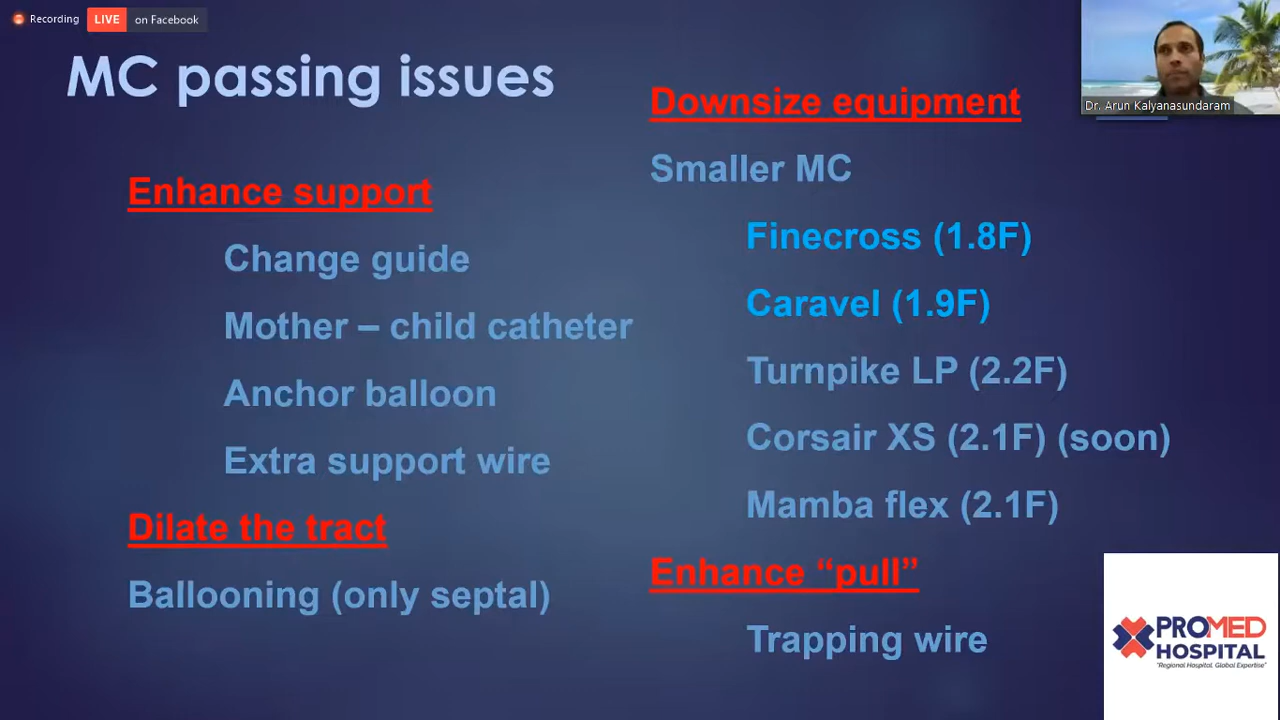 Recording
LIVE on Facebook
MC passing issues
Enhance support
Change guide
Mother – child catheter
Anchor balloon
Extra support wire
Dilate the tract
Ballooning (only septal)
Downsize equipment
Smaller MC
Finecross (1.8F)
Caravel (1.9F)
Turnpike LP (2.2F)
Corsair XS (2.1F) (soon)
Mamba flex (2.1F)
Enhance “pull”
Trapping wire
Dr. Arun Kalyanasundaram
PROMED
HOSPITAL
"Regional Hospital, Global Expertise"